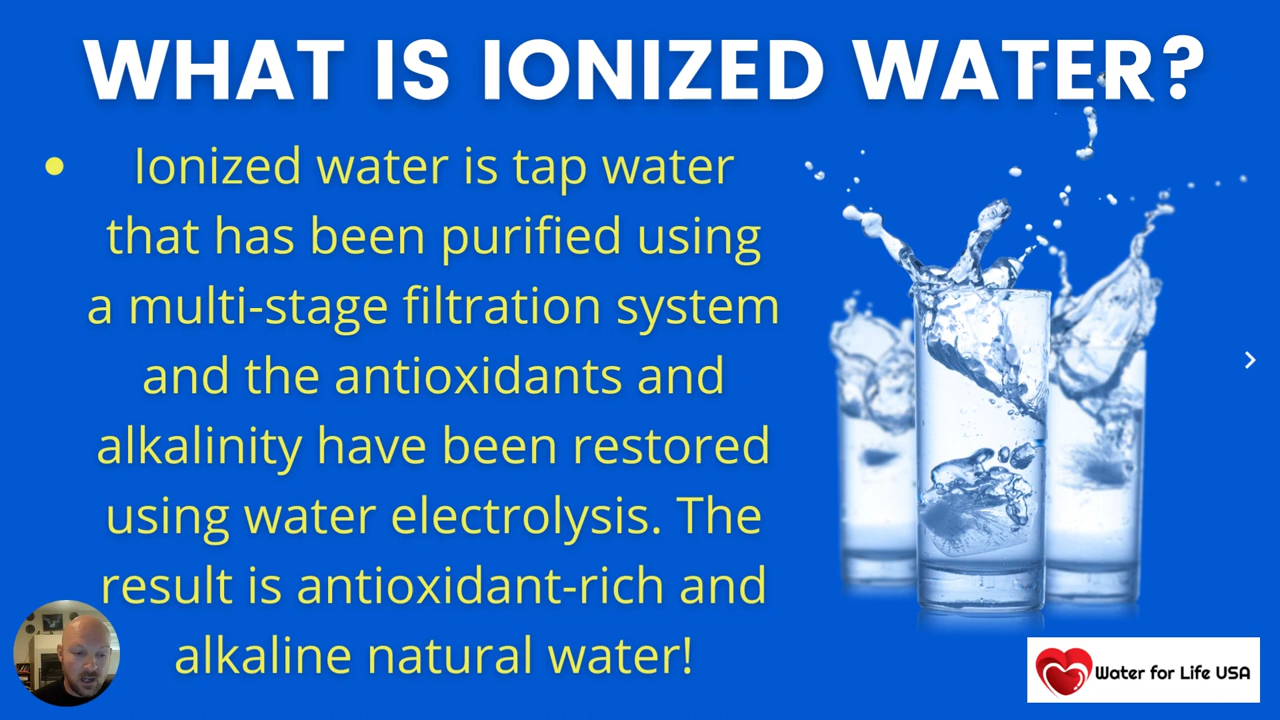 WHAT IS IONIZED WATER?
• Ionized water is tap water
that has been purified using
a multi-stage filtration system
and the antioxidants and
alkalinity have been restored
using water electrolysis. The
result is antioxidant-rich and
alkaline natural water!
Water for Life USA